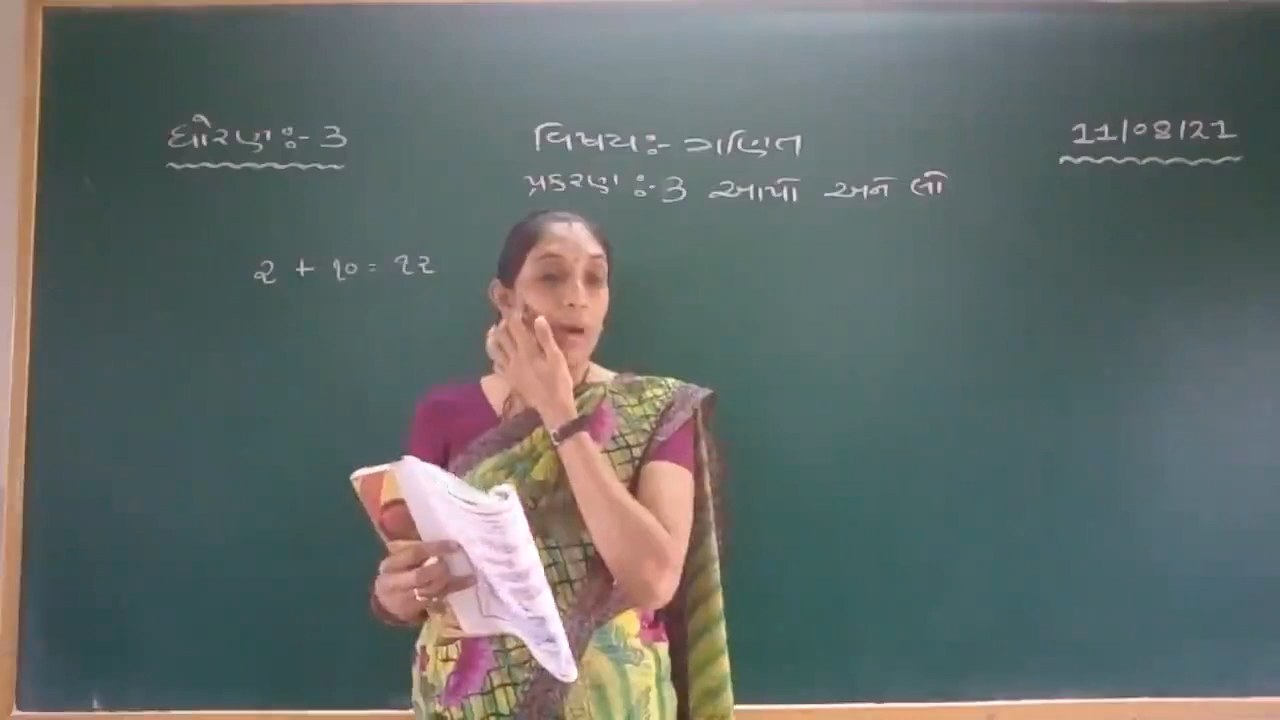 ધોરણઃ- 3
વિષયઃ- ગણિત
11/08/21
પ્રકરણઃ- 3 આપો અને લો
૨ + ૧૦ = ૧૨